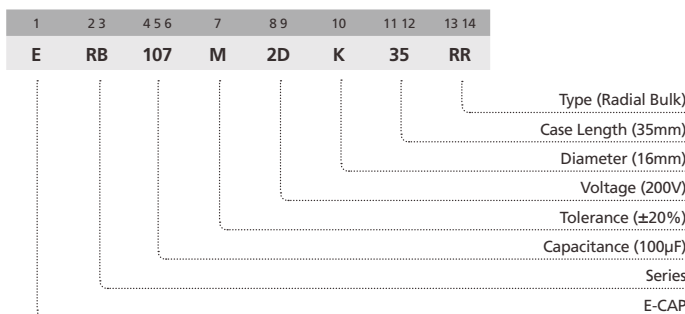 1 2 3 4 5 6 7 8 9 10 11 12 13 14
E RB 107 M 2D K 35 RR
Type (Radial Bulk)
Case Length (35mm)
Diameter (16mm)
Voltage (200V)
Tolerance (±20%)
Capacitance (100µF)
Series
E-CAP